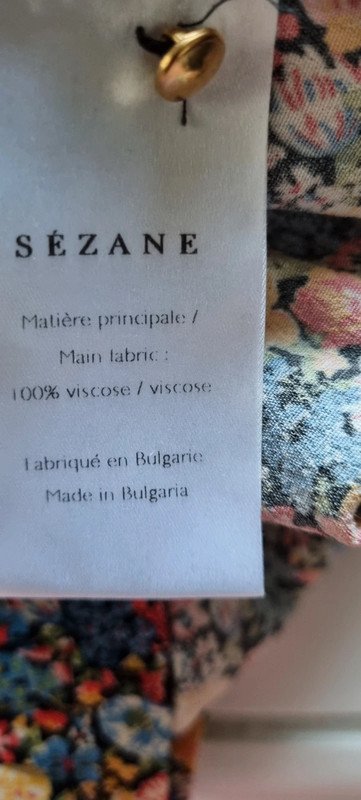 SÉZANE
Matière principale /
Main fabric :
100% viscose / viscose
Fabriqué en Bulgarie
Made in Bulgaria